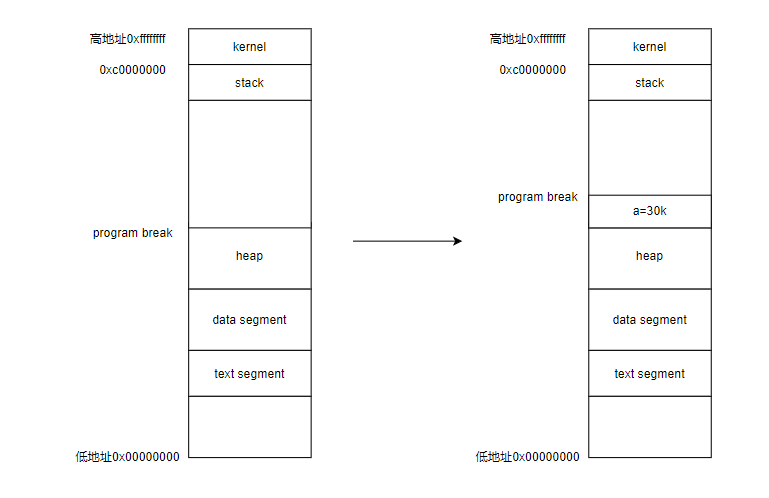 高地址0xffffffff
kernel
0xc0000000
stack
program break
heap
data segment
text segment
低地址0x00000000
高地址0xffffffff
kernel
0xc0000000
stack
program break
a=30k
heap
data segment
text segment
低地址0x00000000